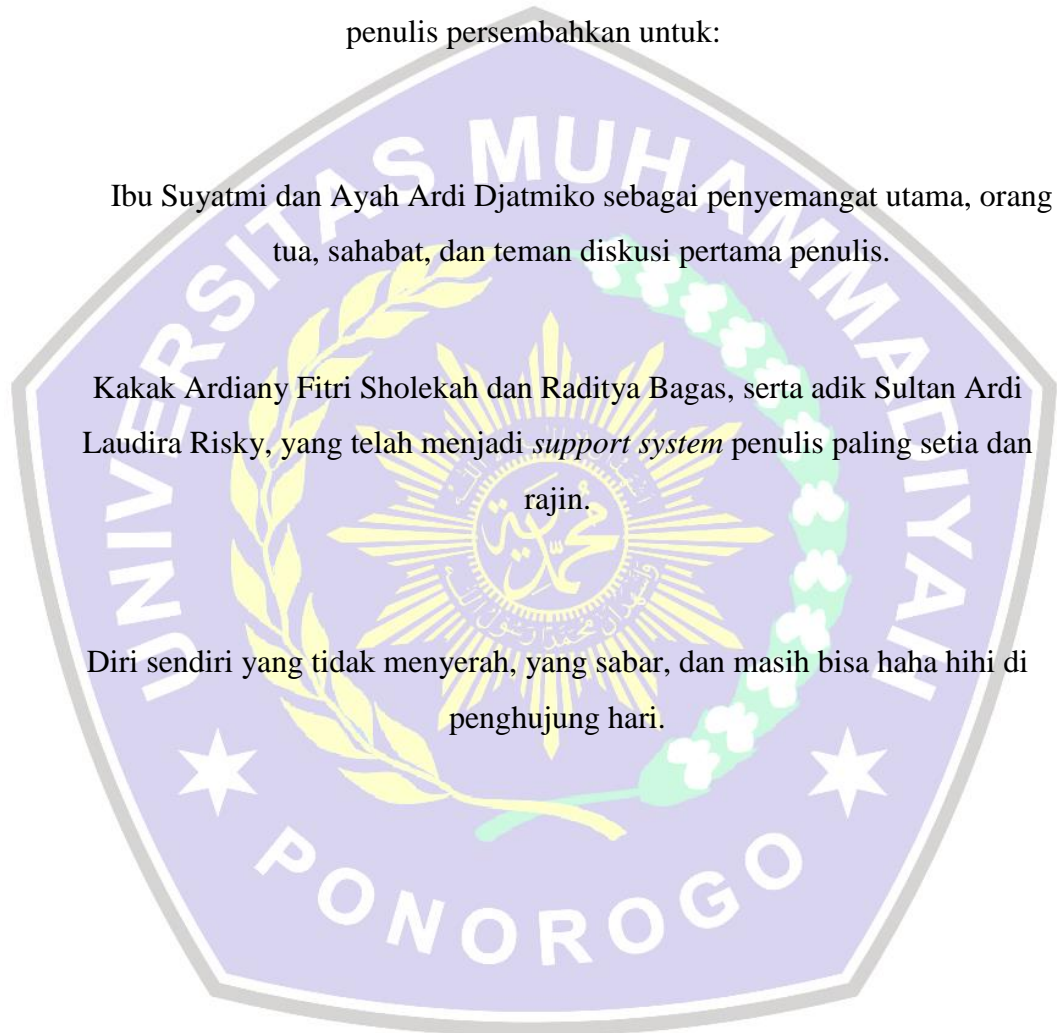 penulis persembahkan untuk:
UNIVERSITAS MUHAMMADIYAH
Ibu Suyatmi dan Ayah Ardi Djatmiko sebagai penyemangat utama, orang
tua, sahabat, dan teman diskusi pertama penulis.
Kakak Ardiany Fitri Sholekah dan Raditya Bagas, serta adik Sultan Ardi
Laudira Risky, yang telah menjadi support system penulis paling setia dan
rajin.
محمدية
Diri sendiri yang tidak menyerah, yang sabar, dan masih bisa haha hihi di
penghujung hari.
PONOROGO